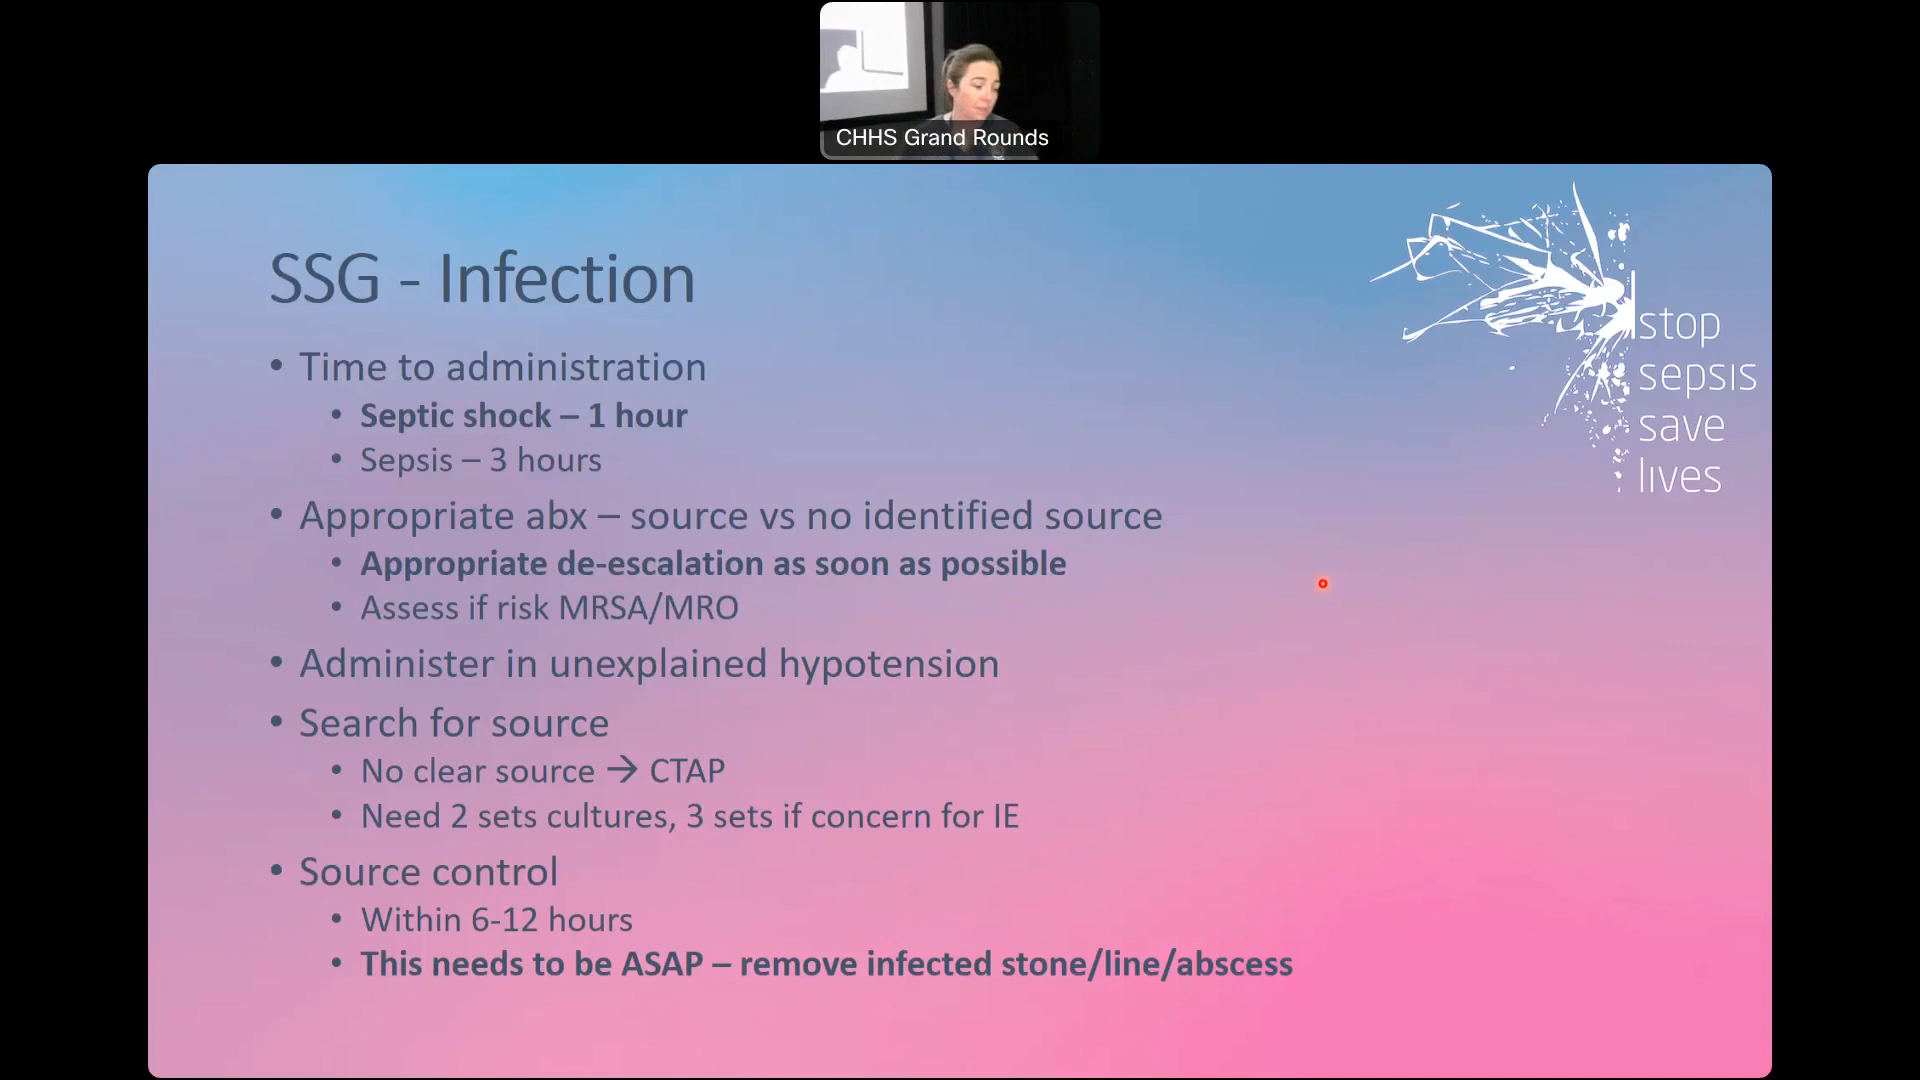 CHHS Grand Rounds
SSG - Infection
• Time to administration
• Septic shock – 1 hour
• Sepsis – 3 hours
• Appropriate abx – source vs no identified source
• Appropriate de-escalation as soon as possible
• Assess if risk MRSA/MRO
• Administer in unexplained hypotension
• Search for source
• No clear source → CTAP
• Need 2 sets cultures, 3 sets if concern for IE
• Source control
• Within 6-12 hours
• This needs to be ASAP – remove infected stone/line/abscess
stop
sepsis
save
lives